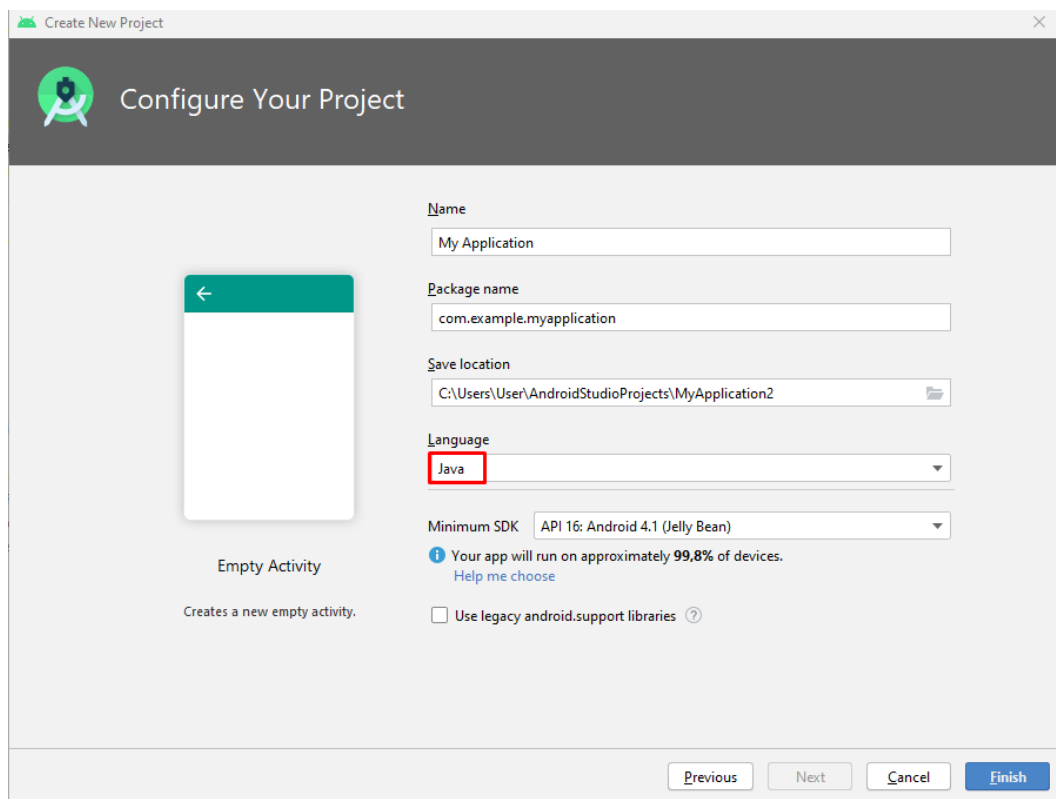 Create New Project
Configure Your Project
Name
My Application
Package name
com.example.myapplication
Save location
C:\Users\User\AndroidStudioProjects\MyApplication2
Language
Java
Minimum SDK API 16: Android 4.1 (Jelly Bean)
Your app will run on approximately 99,8% of devices.
Help me choose
Use legacy android.support libraries ?
Empty Activity
Creates a new empty activity.
Previous Next Cancel Finish